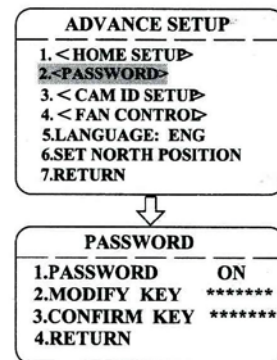 ADVANCE SETUP
1.<HOME SETUP>
2.<PASSWORD>
3.<CAM ID SETUP>
4.<FAN CONTROL>
5.LANGUAGE: ENG
6.SET NORTH POSITION
7.RETURN
PASSWORD
1.PASSWORD ON
2.MODIFY KEY *******
3.CONFIRM KEY *******
4.RETURN